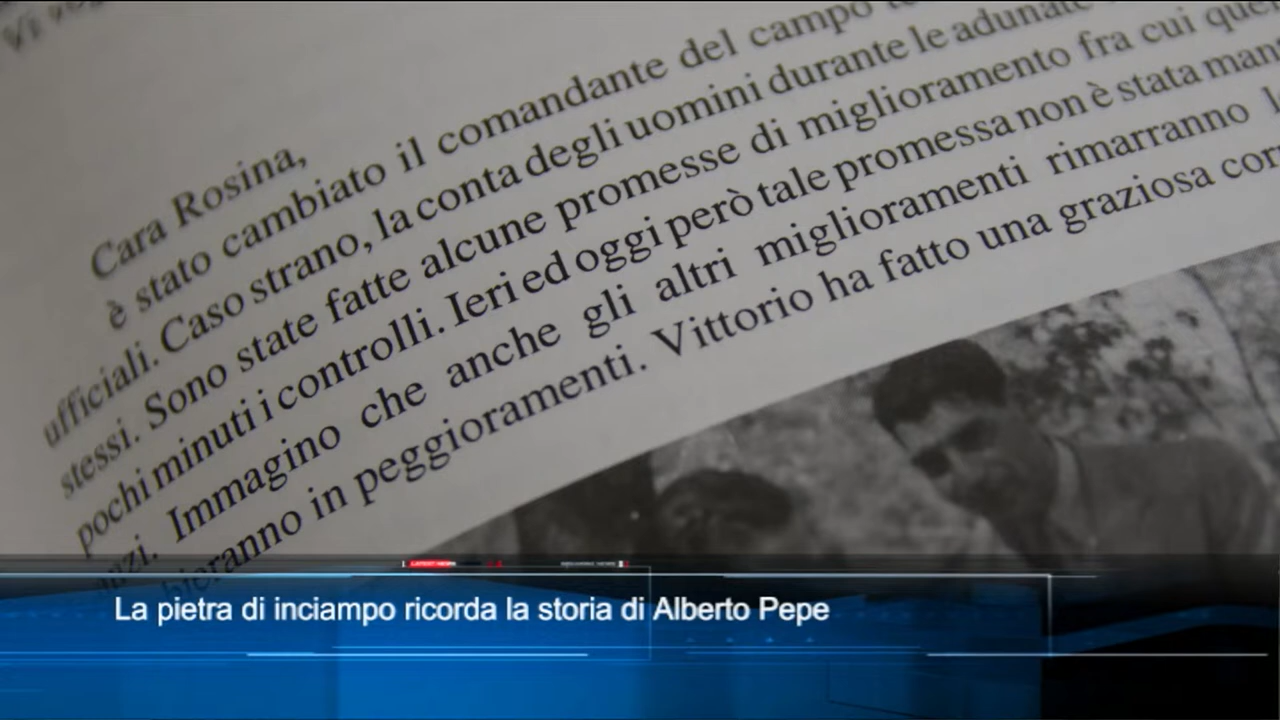 Cara Rosina,
è stato cambiato il comandante del campo
ufficiali. Caso strano, la conta degli uomini durante le adunate
stessi. Sono state fatte alcune promesse di miglioramento fra cui
pochi minuti i controlli. Ieri ed oggi però tale promessa non è stata
Immagino che anche gli altri miglioramenti rimarranno
in peggioramenti. Vittorio ha fatto una graziosa
LATEST NEWS
La pietra di inciampo ricorda la storia di Alberto Pepe